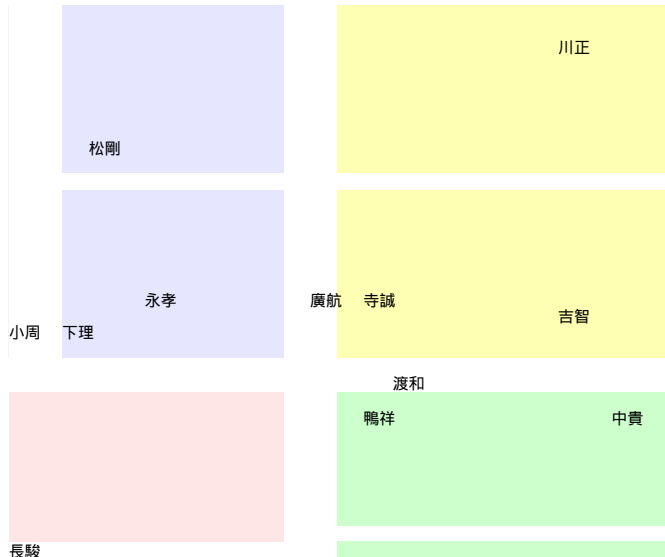 川正
松剛
永孝
廣航
寺誠
吉智
小周
下理
渡和
鴨祥
中貴
長駿